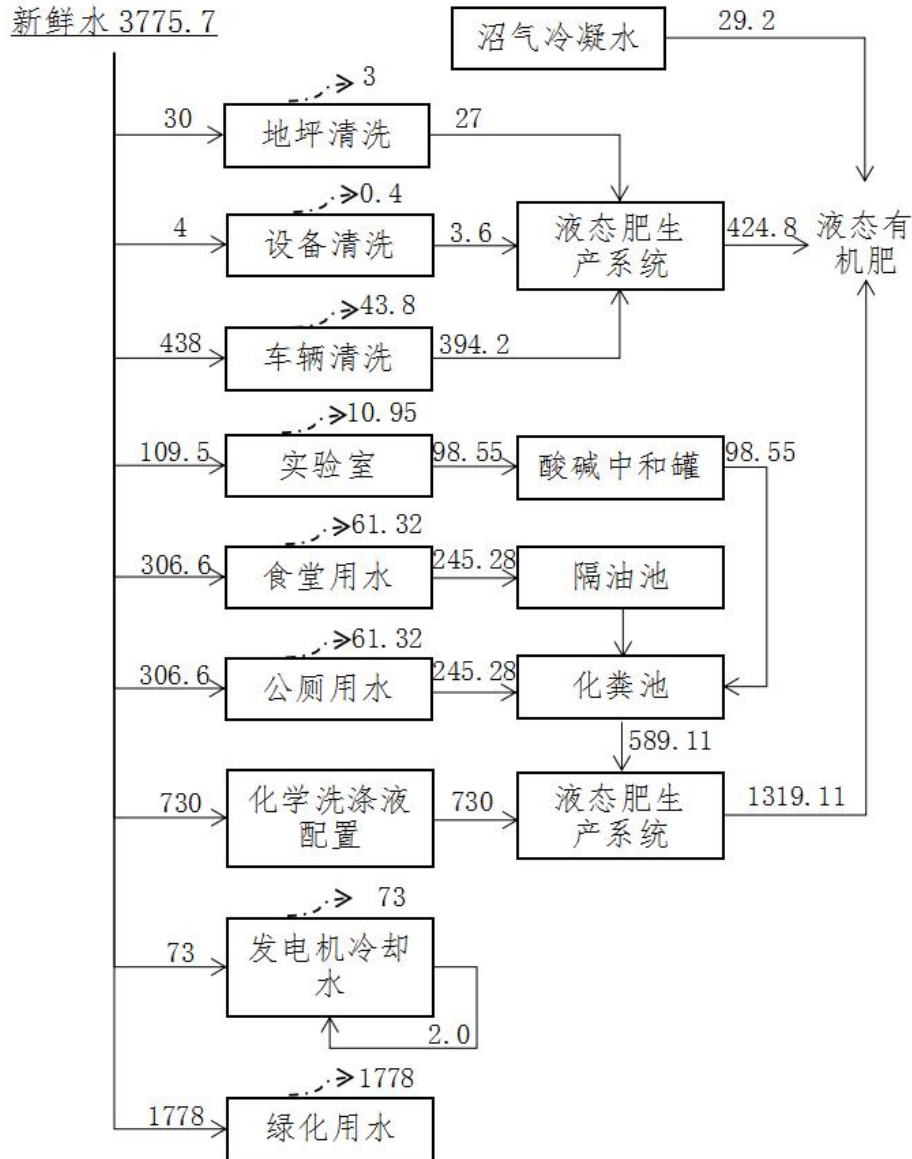 新鲜水 3775.7
沼气冷凝水
29.2
30
地坪清洗
3
27
4
设备清洗
0.4
3.6
液态肥生
产系统
424.8
液态有
机肥
438
车辆清洗
43.8
394.2
109.5
实验室
10.95
98.55
酸碱中和罐
98.55
306.6
食堂用水
61.32
245.28
隔油池
306.6
公厕用水
61.32
245.28
化粪池
589.11
730
化学洗涤液
配置
730
液态肥生
产系统
1319.11
73
发电机冷却
水
73
2.0
1778
绿化用水
1778